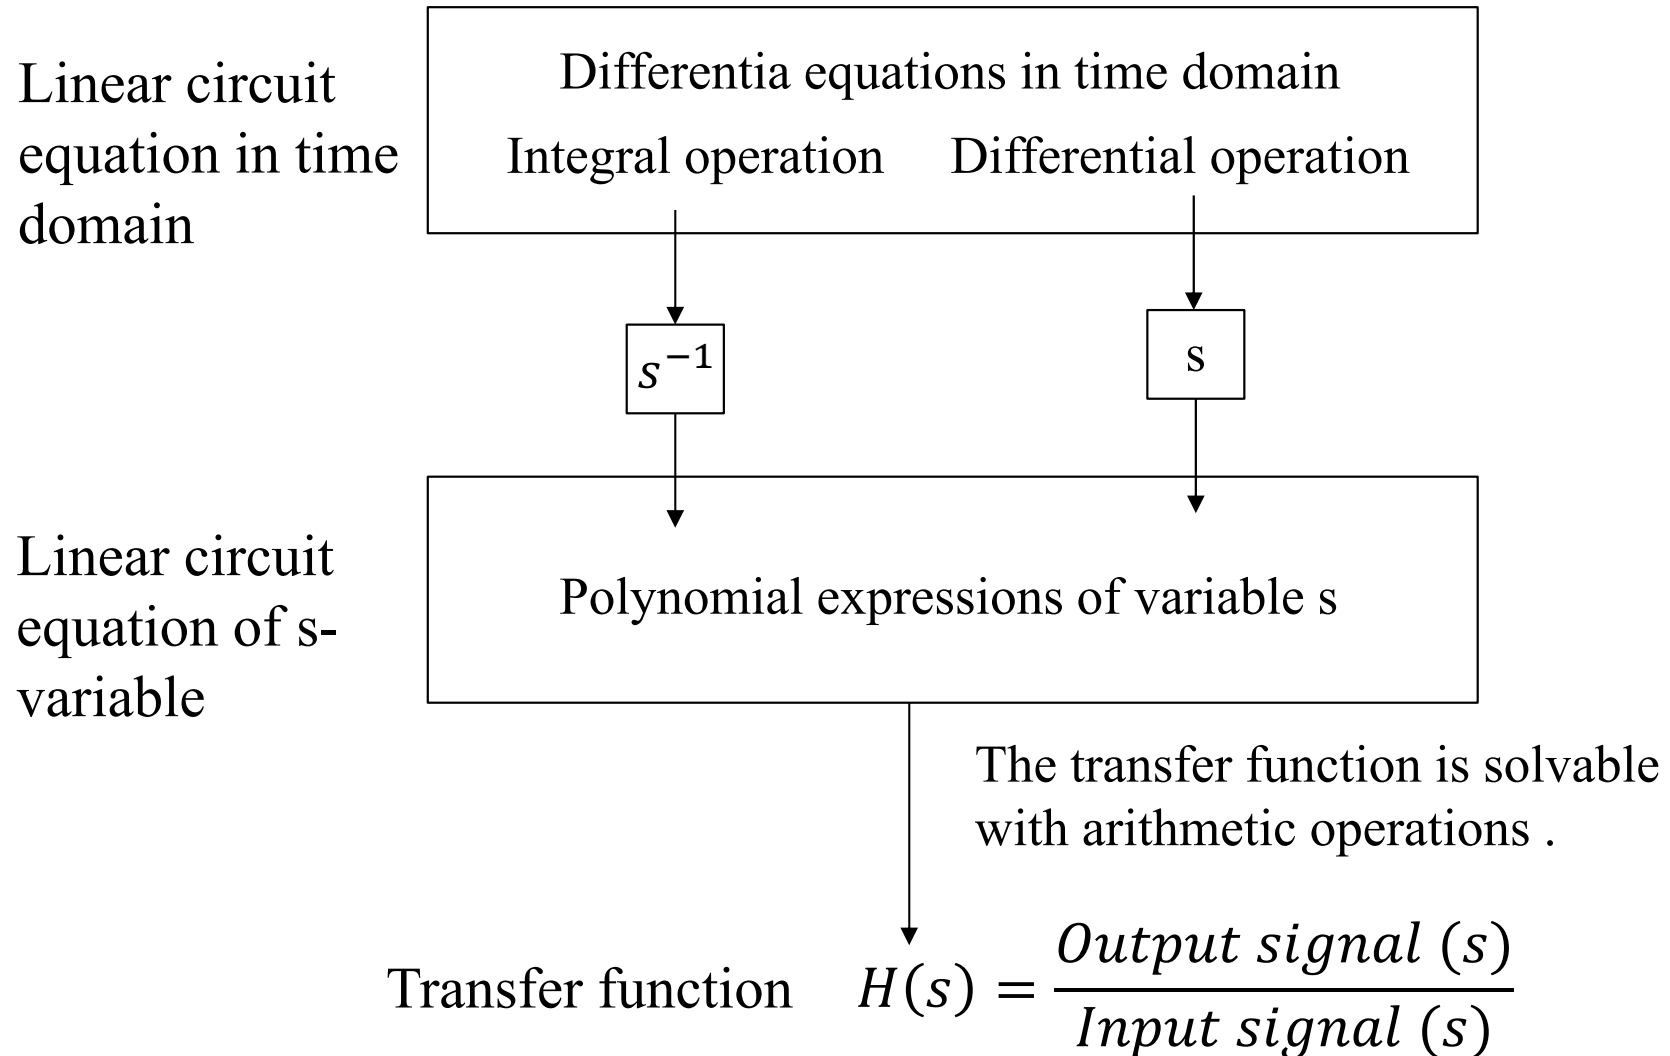 Linear circuit
equation in time
domain
Differentia equations in time domain
Integral operation Differential operation
s⁻¹
s
Linear circuit
equation of s-
variable
Polynomial expressions of variable s
The transfer function is solvable
with arithmetic operations .
Transfer function H(s) = Output signal (s) / Input signal (s)